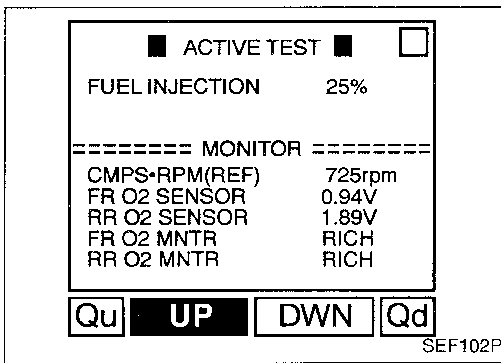 ■ ACTIVE TEST ■
FUEL INJECTION 25%
======== MONITOR ========
CMPS•RPM(REF) 725rpm
FR O2 SENSOR 0.94V
RR O2 SENSOR 1.89V
FR O2 MNTR RICH
RR O2 MNTR RICH
Qu UP DWN Qd
SEF102P